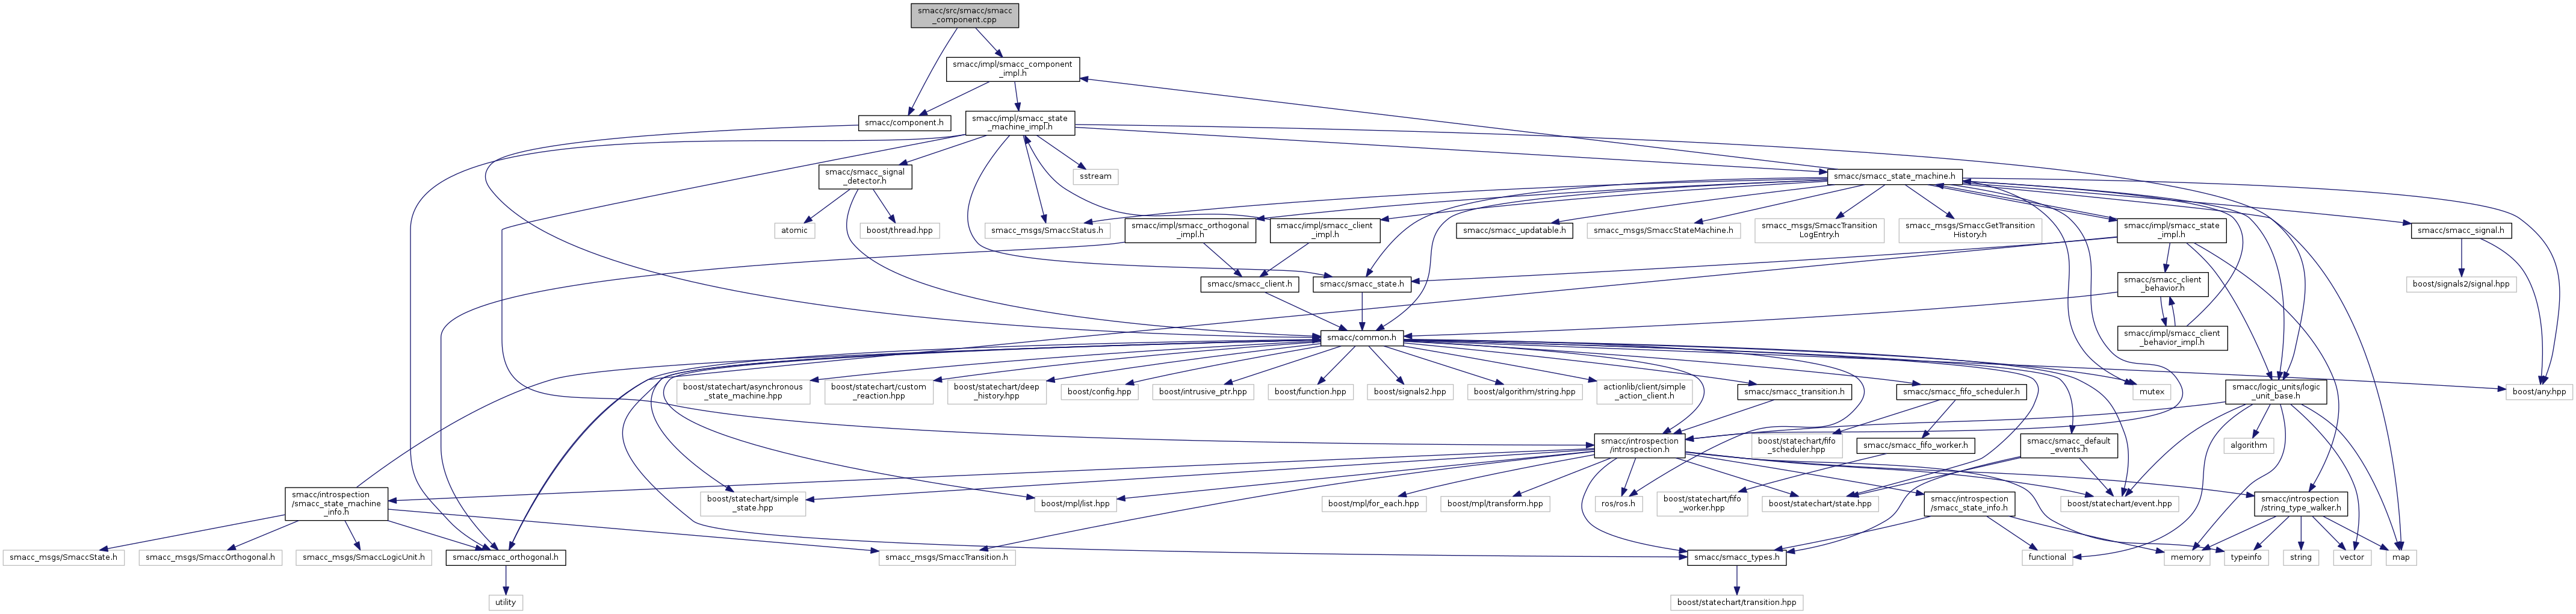 smacc/src/smacc/smacc
_component.cpp
smacc/impl/smacc_component
_impl.h
smacc/component.h
smacc/impl/smacc_state
_machine_impl.h
smacc/smacc_signal
_detector.h
sstream
smacc/smacc_state_machine.h
atomic
boost/thread.hpp
smacc_msgs/SmaccStatus.h
smacc/impl/smacc_orthogonal
_impl.h
smacc/impl/smacc_client
_impl.h
smacc/smacc_updatable.h
smacc_msgs/SmaccStateMachine.h
smacc_msgs/SmaccTransition
LogEntry.h
smacc_msgs/SmaccGetTransition
History.h
smacc/impl/smacc_state
_impl.h
smacc/smacc_signal.h
smacc/smacc_client.h
smacc/smacc_state.h
smacc/smacc_client
_behavior.h
boost/signals2/signal.hpp
smacc/common.h
smacc/impl/smacc_client
_behavior_impl.h
boost/statechart/asynchronous
_state_machine.hpp
boost/statechart/custom
_reaction.hpp
boost/statechart/deep
_history.hpp
boost/config.hpp
boost/intrusive_ptr.hpp
boost/function.hpp
boost/signals2.hpp
boost/algorithm/string.hpp
actionlib/client/simple
_action_client.h
smacc/smacc_transition.h
smacc/smacc_fifo_scheduler.h
mutex
smacc/logic_units/logic
_unit_base.h
boost/any.hpp
smacc/introspection
/introspection.h
boost/statechart/fifo
_scheduler.hpp
smacc/smacc_fifo_worker.h
smacc/smacc_default
_events.h
algorithm
smacc/introspection
/smacc_state_machine
_info.h
boost/statechart/simple
_state.hpp
boost/mpl/list.hpp
boost/mpl/for_each.hpp
boost/mpl/transform.hpp
ros/ros.h
boost/statechart/fifo
_worker.hpp
boost/statechart/state.hpp
smacc/introspection
/smacc_state_info.h
boost/statechart/event.hpp
smacc/introspection
/string_type_walker.h
smacc_msgs/SmaccState.h
smacc_msgs/SmaccOrthogonal.h
smacc_msgs/SmaccLogicUnit.h
smacc/smacc_orthogonal.h
smacc_msgs/SmaccTransition.h
smacc/smacc_types.h
functional
memory
typeinfo
string
vector
map
utility
boost/statechart/transition.hpp